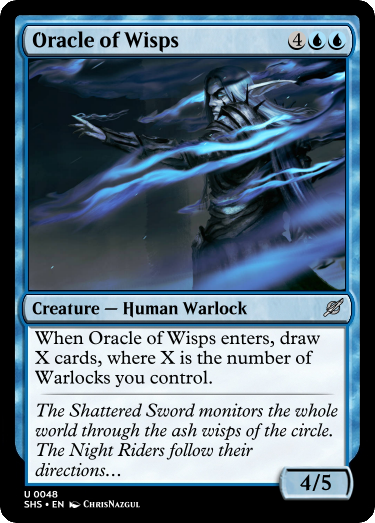 Oracle of Wisps 4
Creature — Human Warlock
When Oracle of Wisps enters, draw
X cards, where X is the number of
Warlocks you control.
The Shattered Sword monitors the whole
world through the ash wisps of the circle.
The Night Riders follow their
directions…
4/5
U 0048
SHS • EN ChrisNazgul